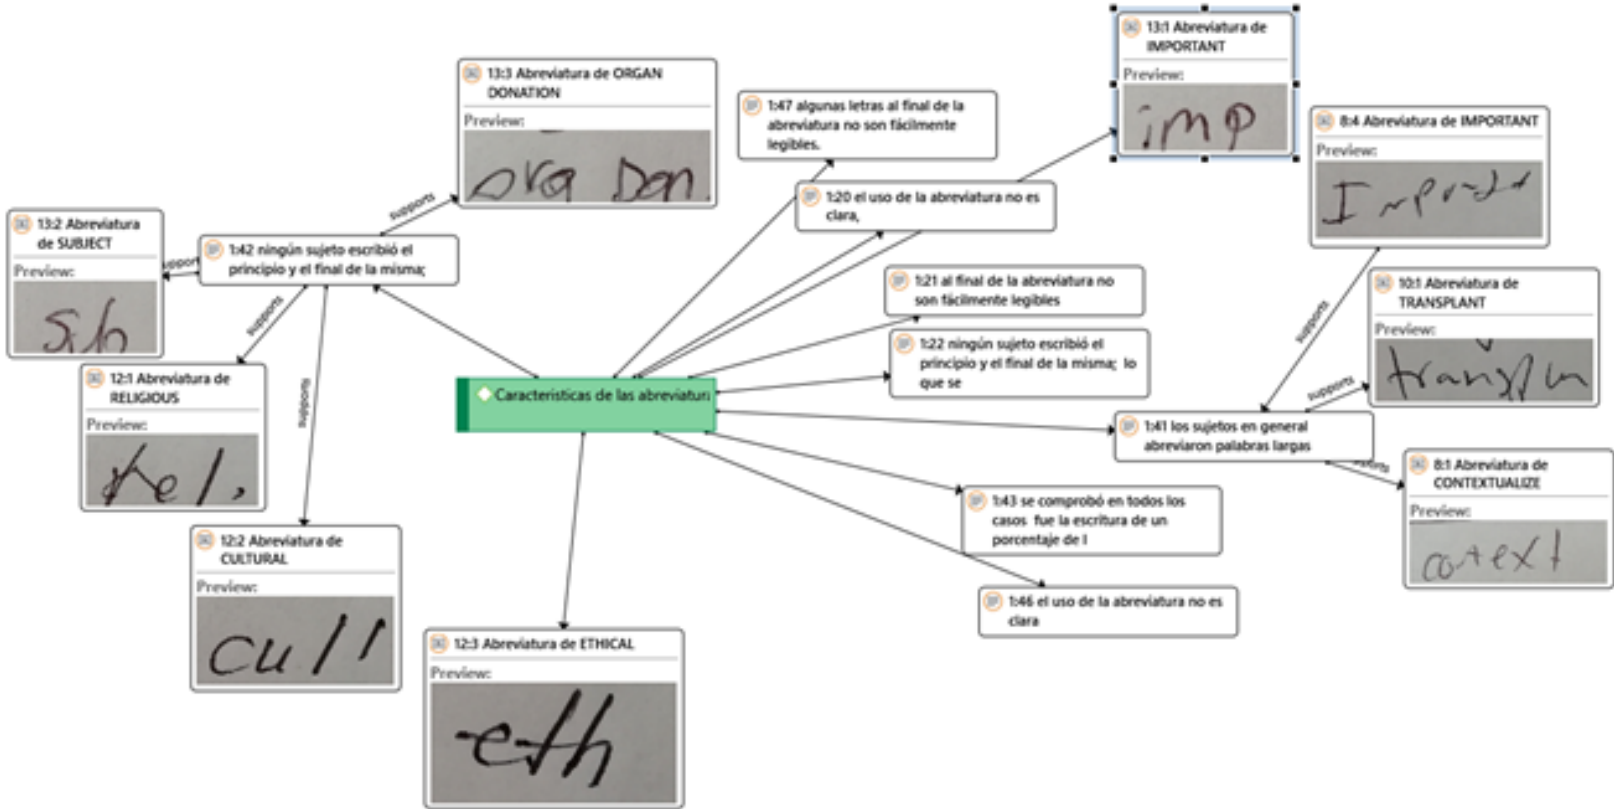 13:1 Abreviatura de
IMPORTANT
Preview:
imp
13:3 Abreviatura de ORGAN
DONATION
Preview:
org Don.
1:47 algunas letras al final de la
abreviatura no son fácilmente
legibles.
8:4 Abreviatura de IMPORTANT
Preview:
1:20 el uso de la abreviatura no es
clara,
supports
13:2 Abreviatura
de SUBJECT
Preview:
supports
1:42 ningún sujeto escribió el
principio y el final de la misma;
1:21 al final de la abreviatura no
son fácilmente legibles
10:1 Abreviatura de
TRANSPLANT
Preview:
supports
supports
1:22 ningún sujeto escribió el
principio y el final de la misma; lo
que se
12:1 Abreviatura de
RELIGIOUS
Preview:
Rel.
supports
Características de las abreviatur
supports
1:41 los sujetos en general
abreviaron palabras largas
supports
8:1 Abreviatura de
CONTEXTUALIZE
Preview:
context
1:43 se comprobó en todos los
casos fue la escritura de un
porcentaje de l
12:2 Abreviatura de
CULTURAL
Preview:
cull
1:46 el uso de la abreviatura no es
clara
12:3 Abreviatura de ETHICAL
Preview:
eth